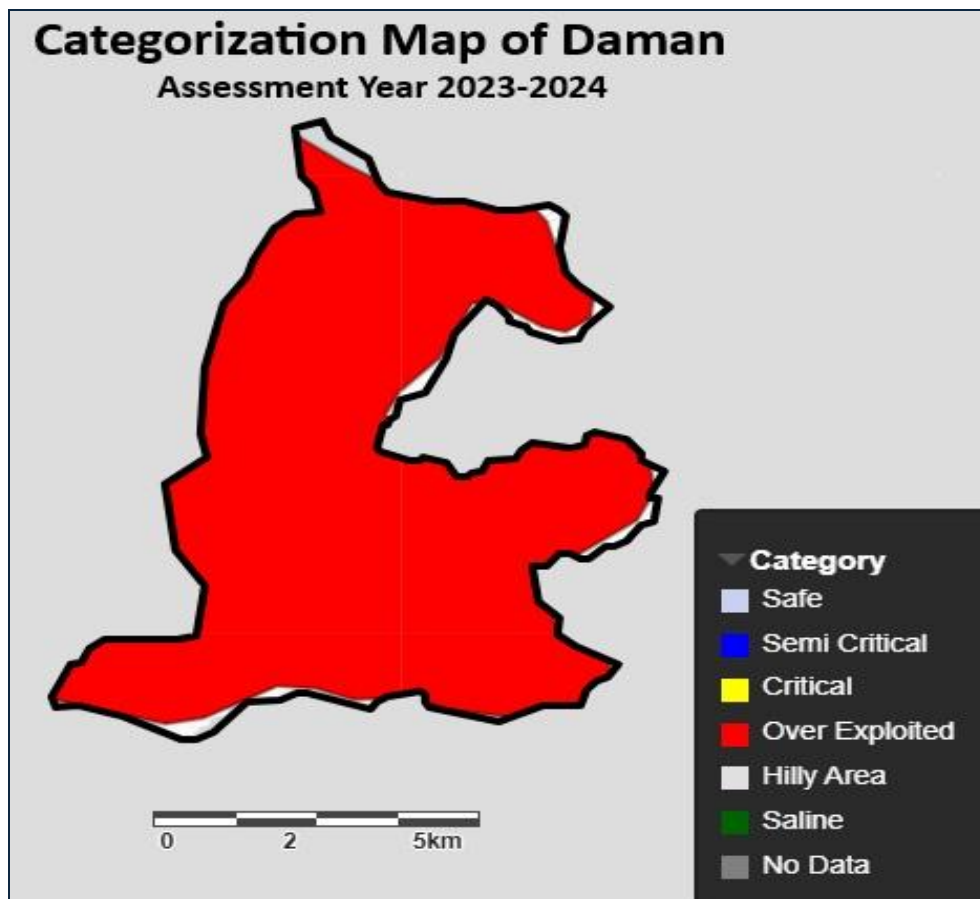 Categorization Map of Daman
Assessment Year 2023-2024
Category
Safe
Semi Critical
Critical
Over Exploited
Hilly Area
Saline
No Data
0 2 5km